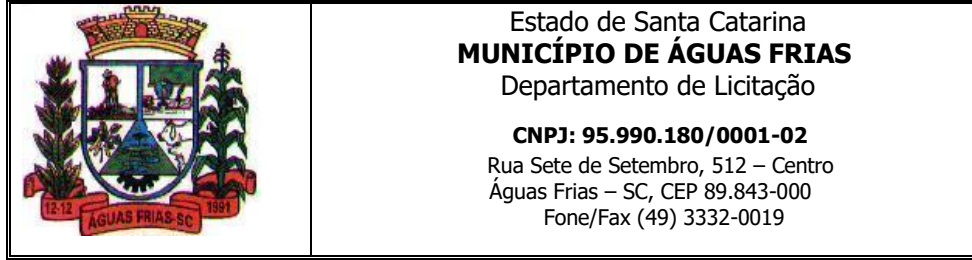 12-12
ÁGUAS FRIAS-SC
1991
Estado de Santa Catarina
MUNICÍPIO DE ÁGUAS FRIAS
Departamento de Licitação
CNPJ: 95.990.180/0001-02
Rua Sete de Setembro, 512 – Centro
Águas Frias – SC, CEP 89.843-000
Fone/Fax (49) 3332-0019